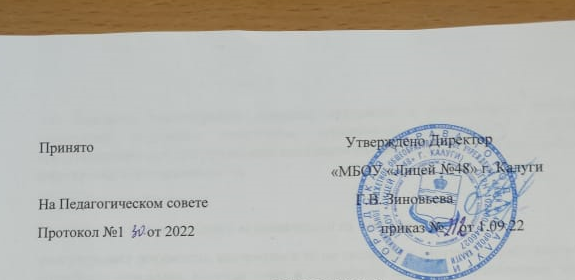 Принято Утверждено Директор
«МБОУ «Лицей №48» г. Калуги
На Педагогическом совете Г.В. Зиновьева
Протокол №1 30 от 2022 приказ № от 1.09.22